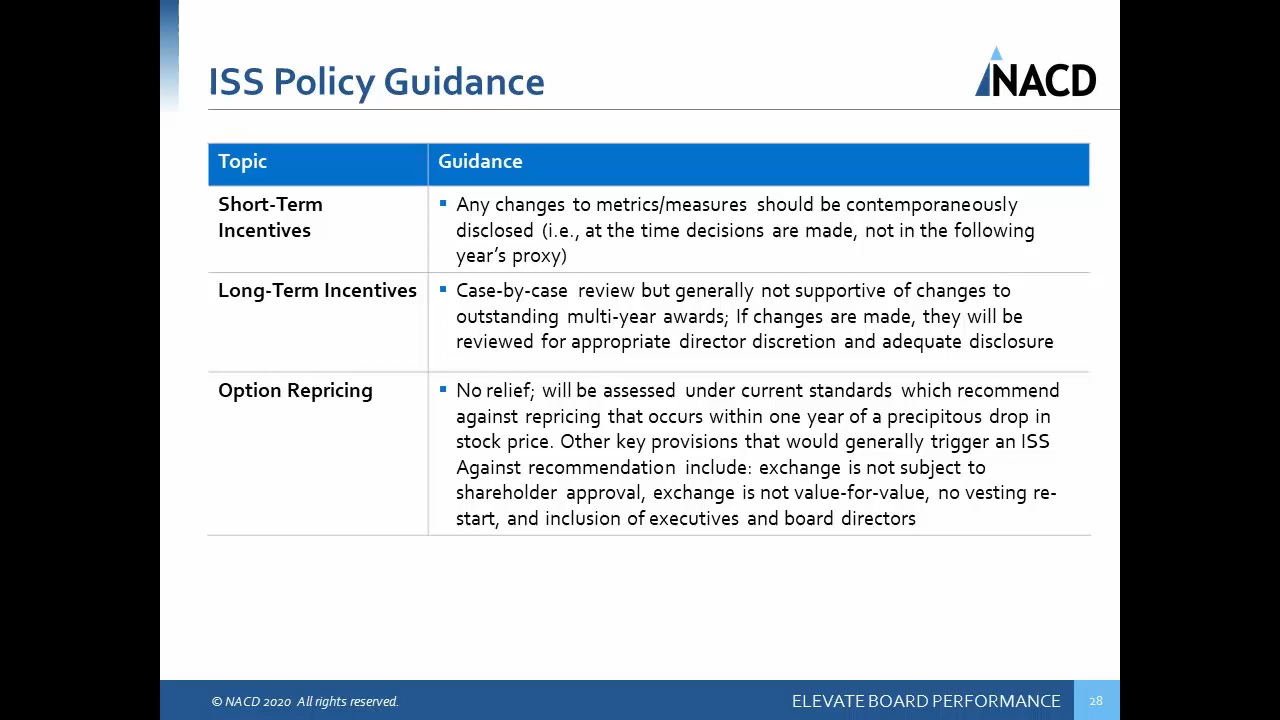 ISS Policy Guidance
NACD
Topic
Guidance
Short-Term
Incentives
▪ Any changes to metrics/measures should be contemporaneously
disclosed (i.e., at the time decisions are made, not in the following
year's proxy)
Long-Term Incentives
▪ Case-by-case review but generally not supportive of changes to
outstanding multi-year awards; If changes are made, they will be
reviewed for appropriate director discretion and adequate disclosure
Option Repricing
▪ No relief; will be assessed under current standards which recommend
against repricing that occurs within one year of a precipitous drop in
stock price. Other key provisions that would generally trigger an ISS
Against recommendation include: exchange is not subject to
shareholder approval, exchange is not value-for-value, no vesting re-
start, and inclusion of executives and board directors
© NACD 2020 All rights reserved.
ELEVATE BOARD PERFORMANCE
28